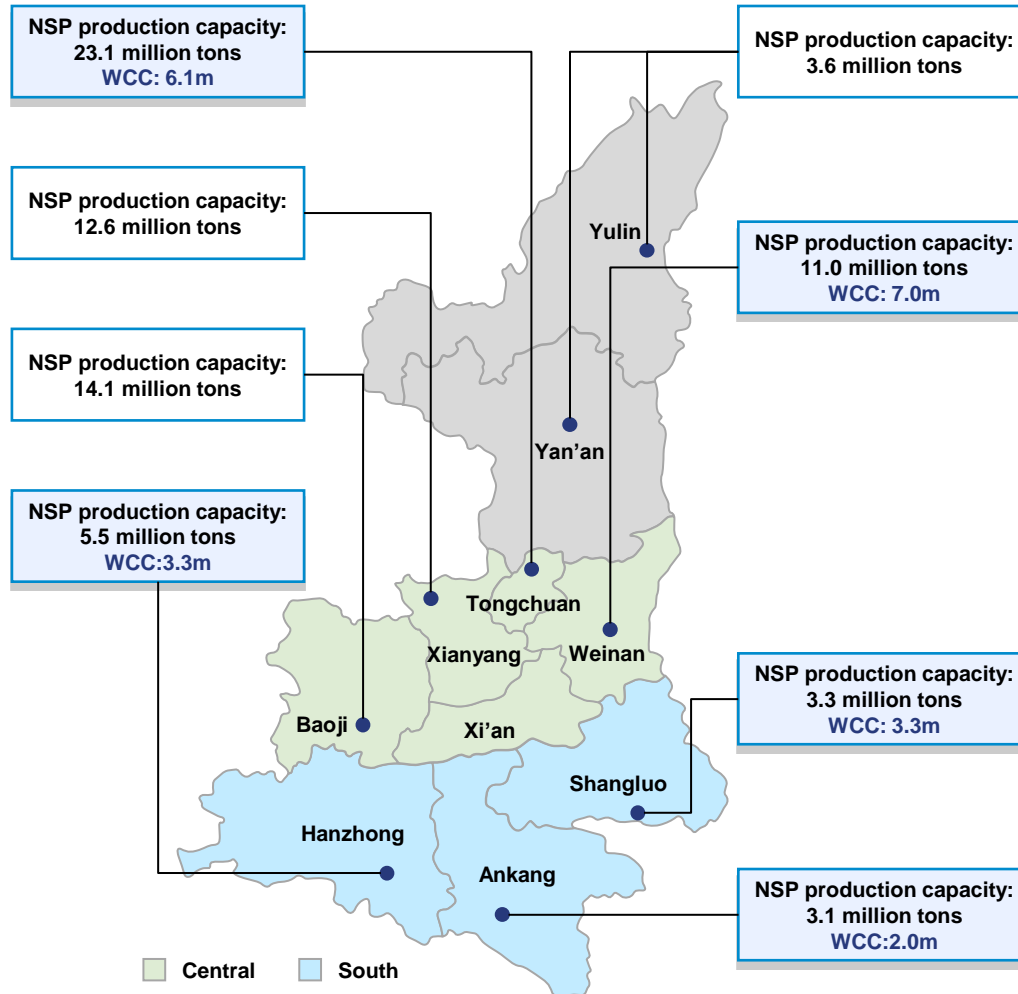 NSP production capacity:
23.1 million tons
WCC: 6.1m
NSP production capacity:
3.6 million tons
NSP production capacity:
12.6 million tons
Yulin
NSP production capacity:
11.0 million tons
WCC: 7.0m
NSP production capacity:
14.1 million tons
Yan'an
NSP production capacity:
5.5 million tons
WCC:3.3m
Tongchuan
Xianyang
Weinan
NSP production capacity:
3.3 million tons
WCC: 3.3m
Baoji
Xi'an
Shangluo
Hanzhong
Ankang
NSP production capacity:
3.1 million tons
WCC:2.0m
Central
South